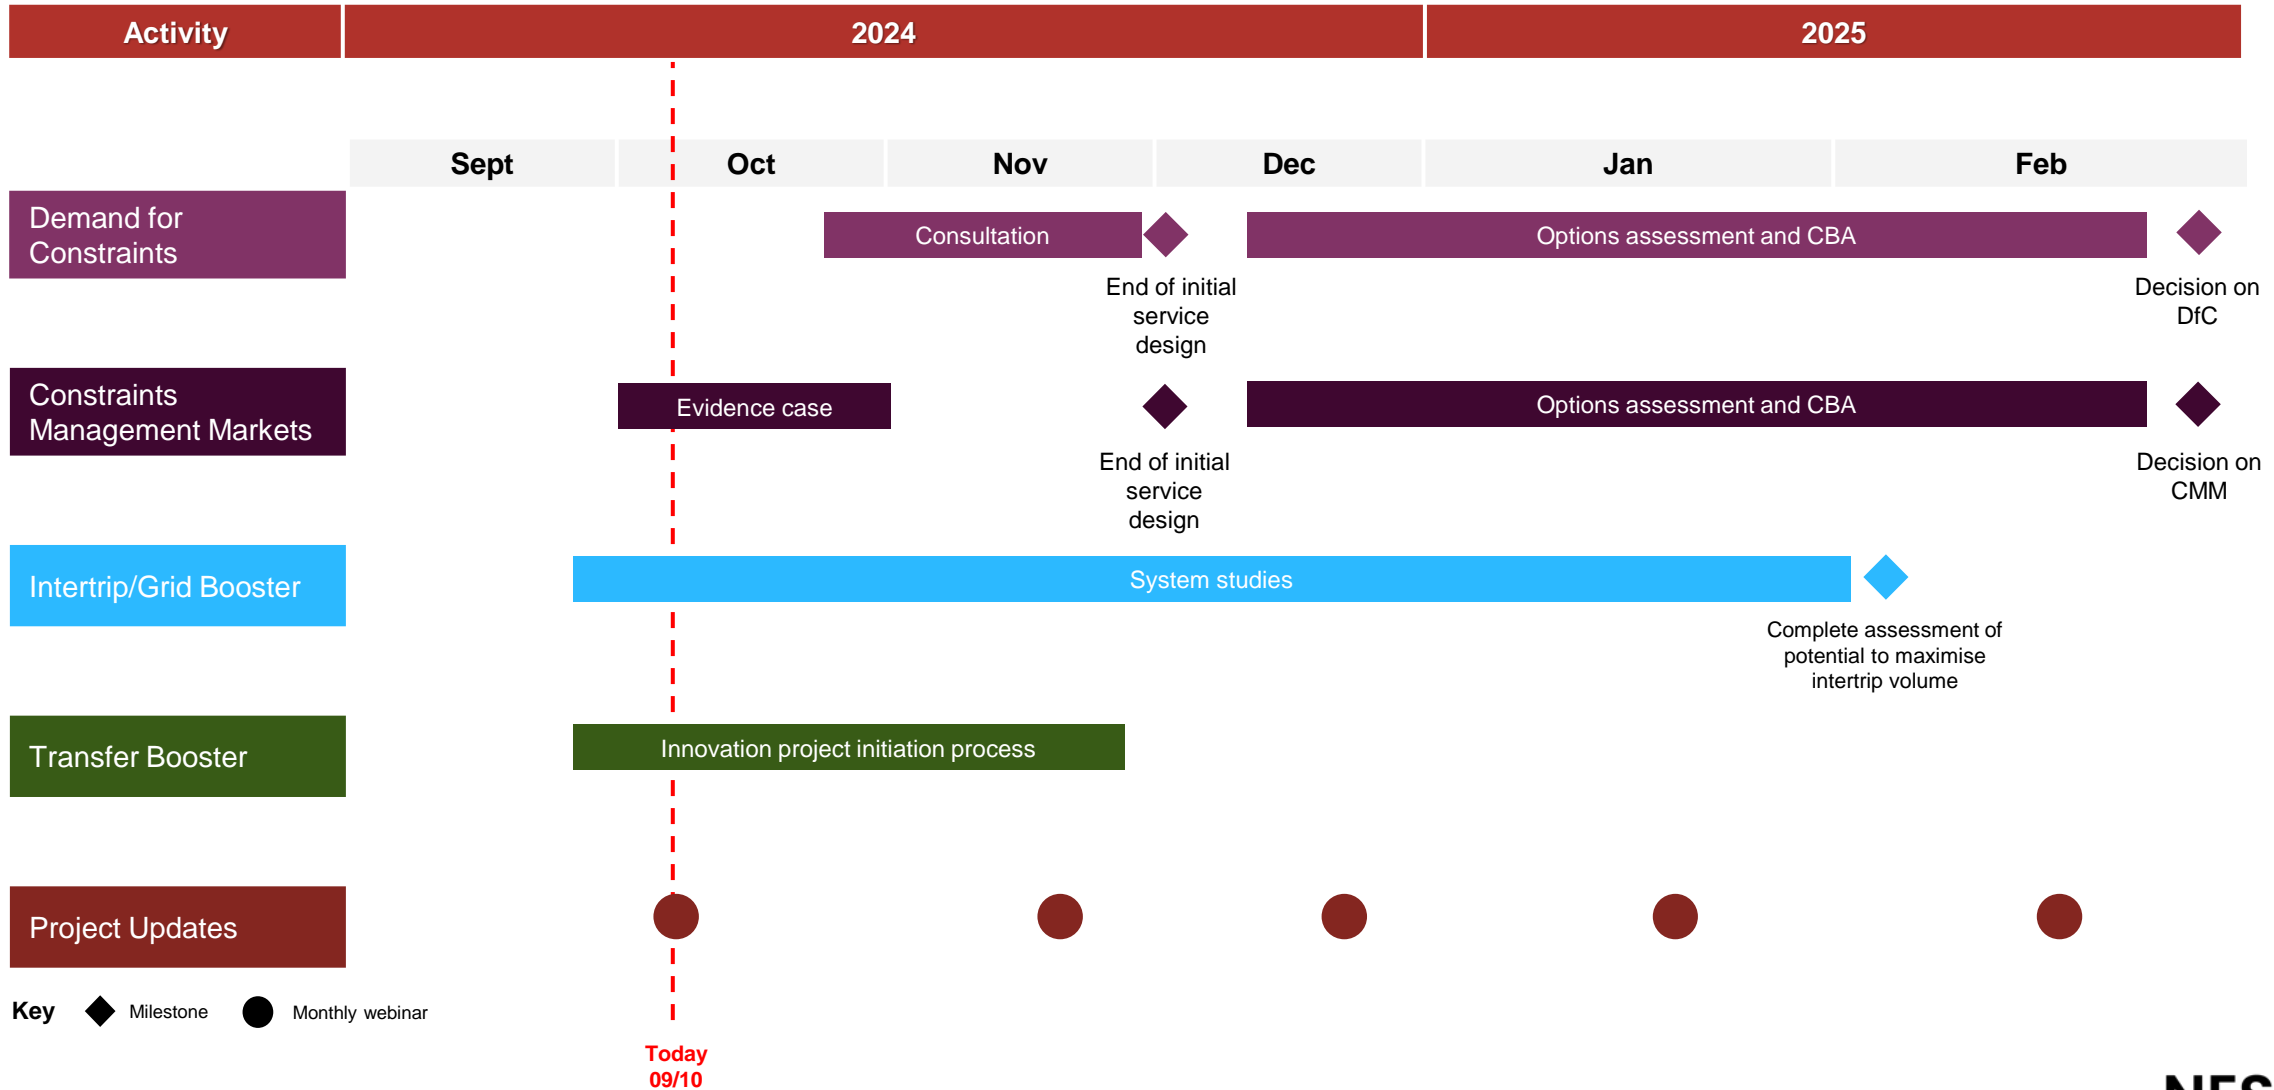 Activity
2024
2025
Sept
Oct
Nov
Dec
Jan
Feb
Demand for
Constraints
Consultation
Options assessment and CBA
End of initial
service
design
Decision on
DfC
Constraints
Management Markets
Evidence case
Options assessment and CBA
End of initial
service
design
Decision on
CMM
Intertrip/Grid Booster
System studies
Complete assessment of
potential to maximise
intertrip volume
Transfer Booster
Innovation project initiation process
Project Updates
Key
Milestone
Monthly webinar
Today
09/10